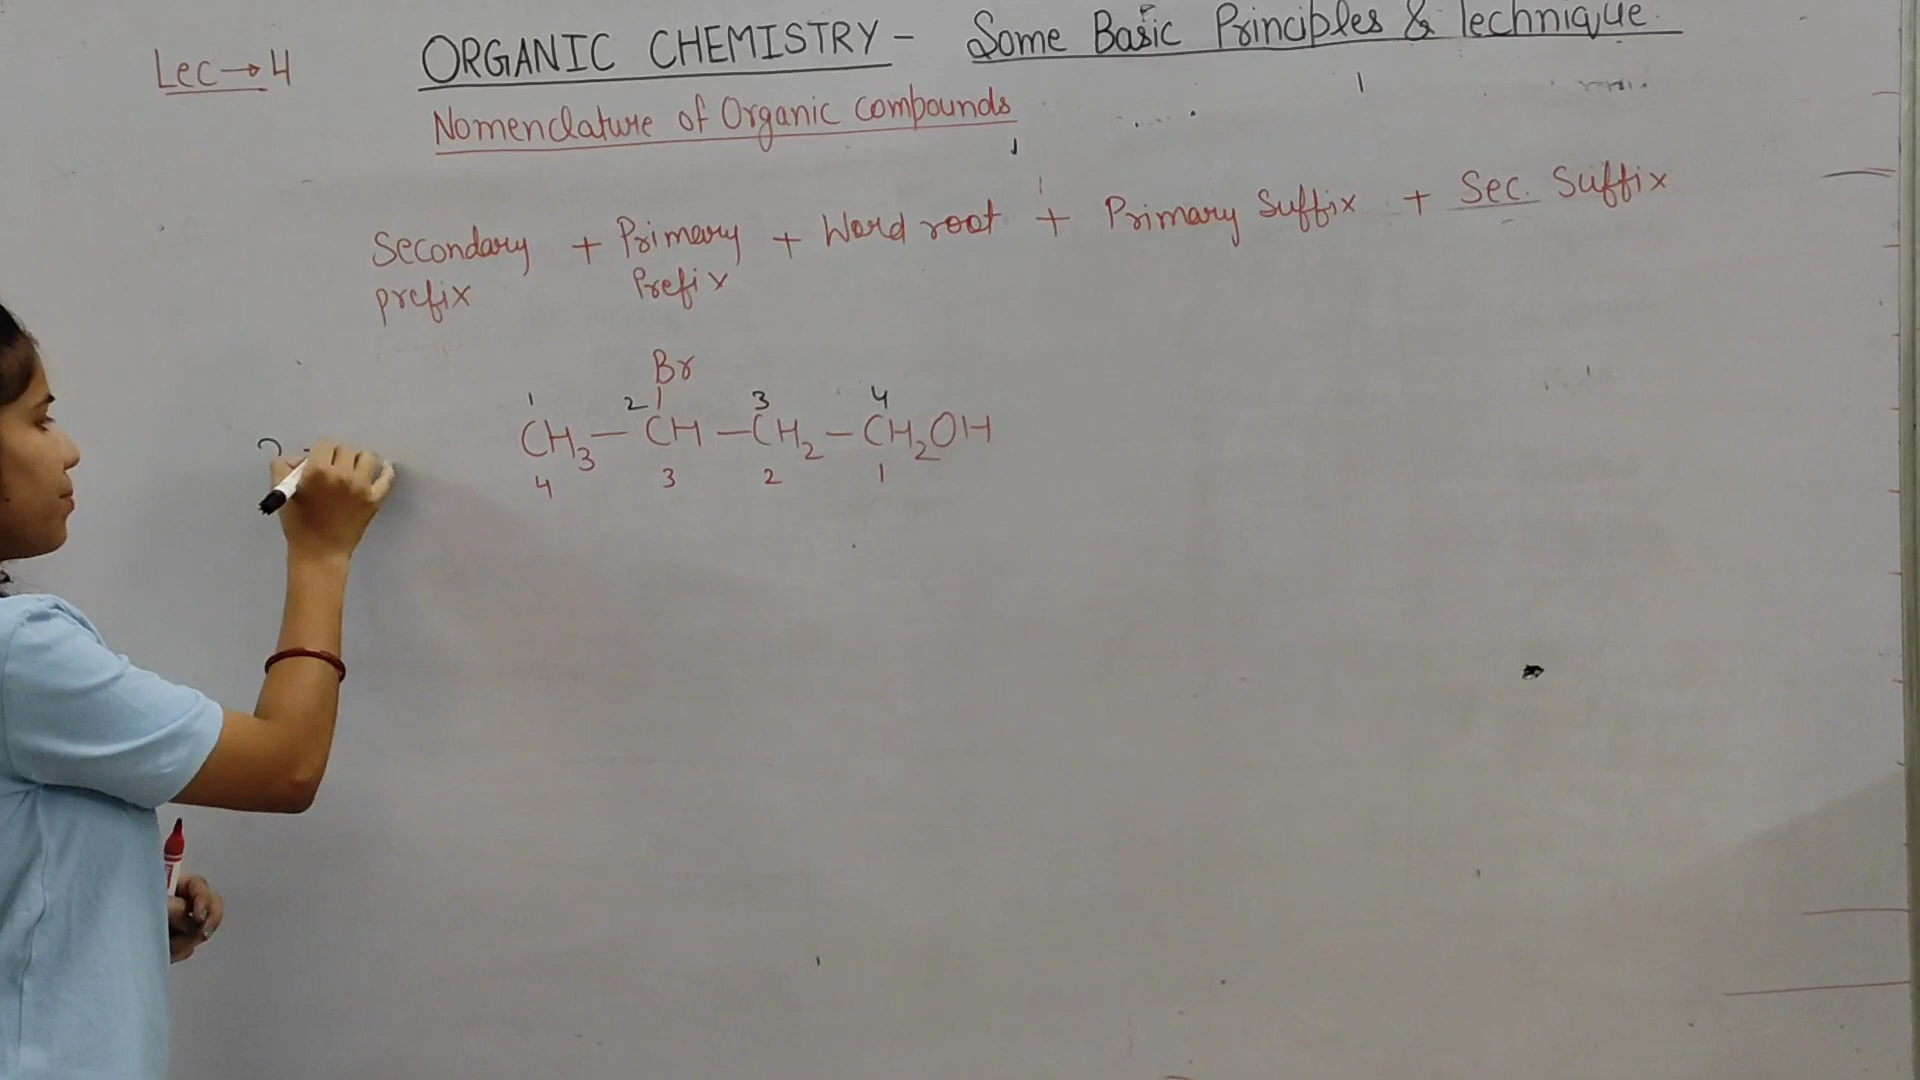 Lec → 4
ORGANIC CHEMISTRY - Some Basic Principles & Technique
Nomenclature of Organic compounds
Secondary + Primary + Word root + Primary Suffix + Sec. Suffix
prefix Prefix
Br
1 2 3 4
CH₃ — CH — CH₂ — CH₂OH
4 3 2 1